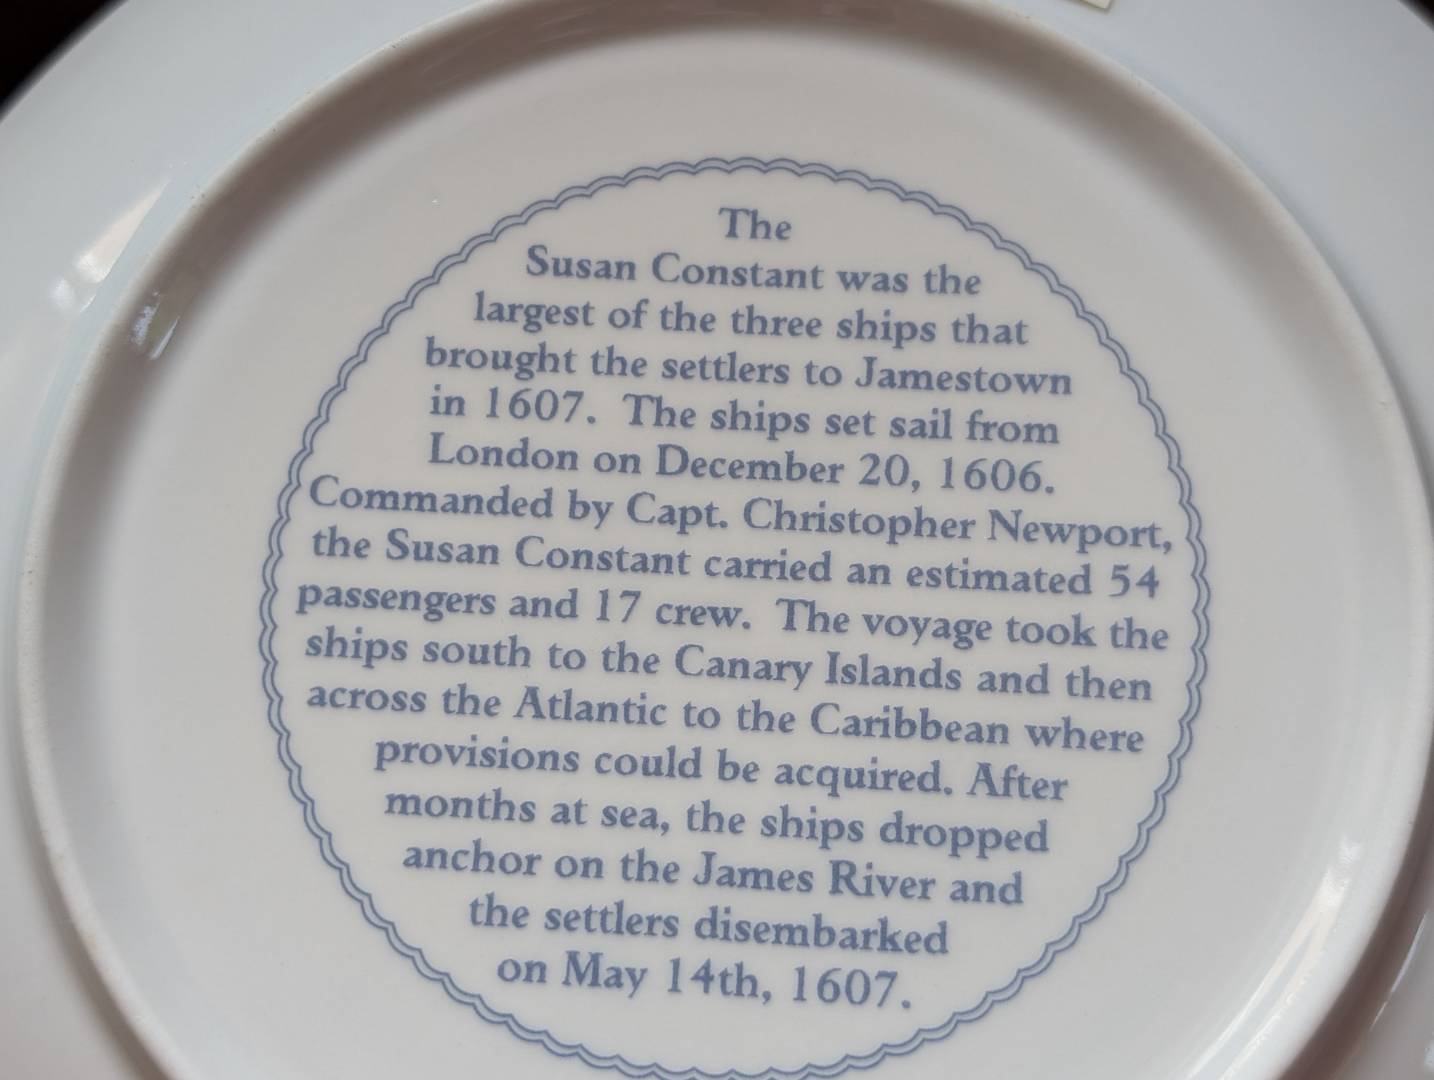 The
Susan Constant was the
largest of the three ships that
brought the settlers to Jamestown
in 1607. The ships set sail from
London on December 20, 1606.
Commanded by Capt. Christopher Newport,
the Susan Constant carried an estimated 54
passengers and 17 crew. The voyage took the
ships south to the Canary Islands and then
across the Atlantic to the Caribbean where
provisions could be acquired. After
months at sea, the ships dropped
anchor on the James River and
the settlers disembarked
on May 14th, 1607.